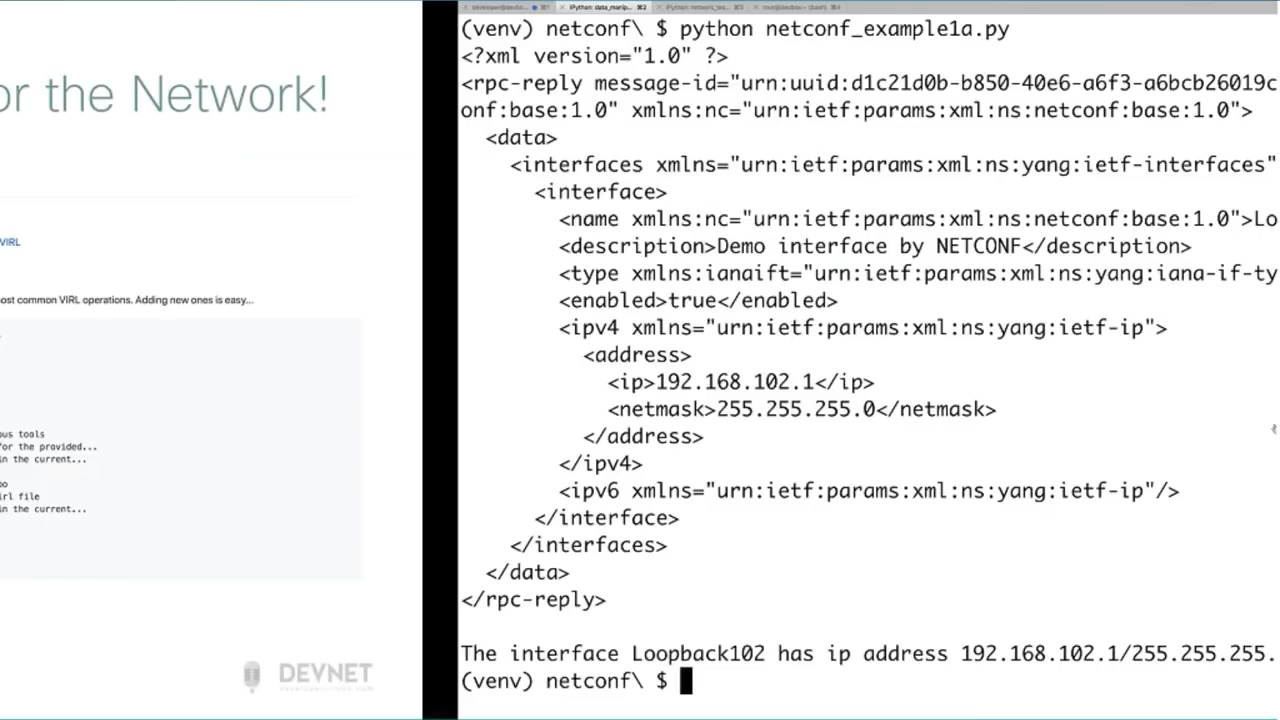 or the Network!
VIRL
ost common VIRL operations. Adding new ones is easy...
ous tools
for the provided...
in the current...
oo
irl file
in the current...
DEVNET
(venv) netconf\ $ python netconf_example1a.py
<?xml version="1.0" ?>
<rpc-reply message-id="urn:uuid:d1c21d0b-b850-40e6-a6f3-a6bcb26019c
onf:base:1.0" xmlns:nc="urn:ietf:params:xml:ns:netconf:base:1.0">
<data>
<interfaces xmlns="urn:ietf:params:xml:ns:yang:ietf-interfaces"
<interface>
<name xmlns:nc="urn:ietf:params:xml:ns:netconf:base:1.0">Lo
<description>Demo interface by NETCONF</description>
<type xmlns:ianaift="urn:ietf:params:xml:ns:yang:iana-if-ty
<enabled>true</enabled>
<ipv4 xmlns="urn:ietf:params:xml:ns:yang:ietf-ip">
<address>
<ip>192.168.102.1</ip>
<netmask>255.255.255.0</netmask>
</address>
</ipv4>
<ipv6 xmlns="urn:ietf:params:xml:ns:yang:ietf-ip"/>
</interface>
</interfaces>
</data>
</rpc-reply>
The interface Loopback102 has ip address 192.168.102.1/255.255.255.
(venv) netconf\ $